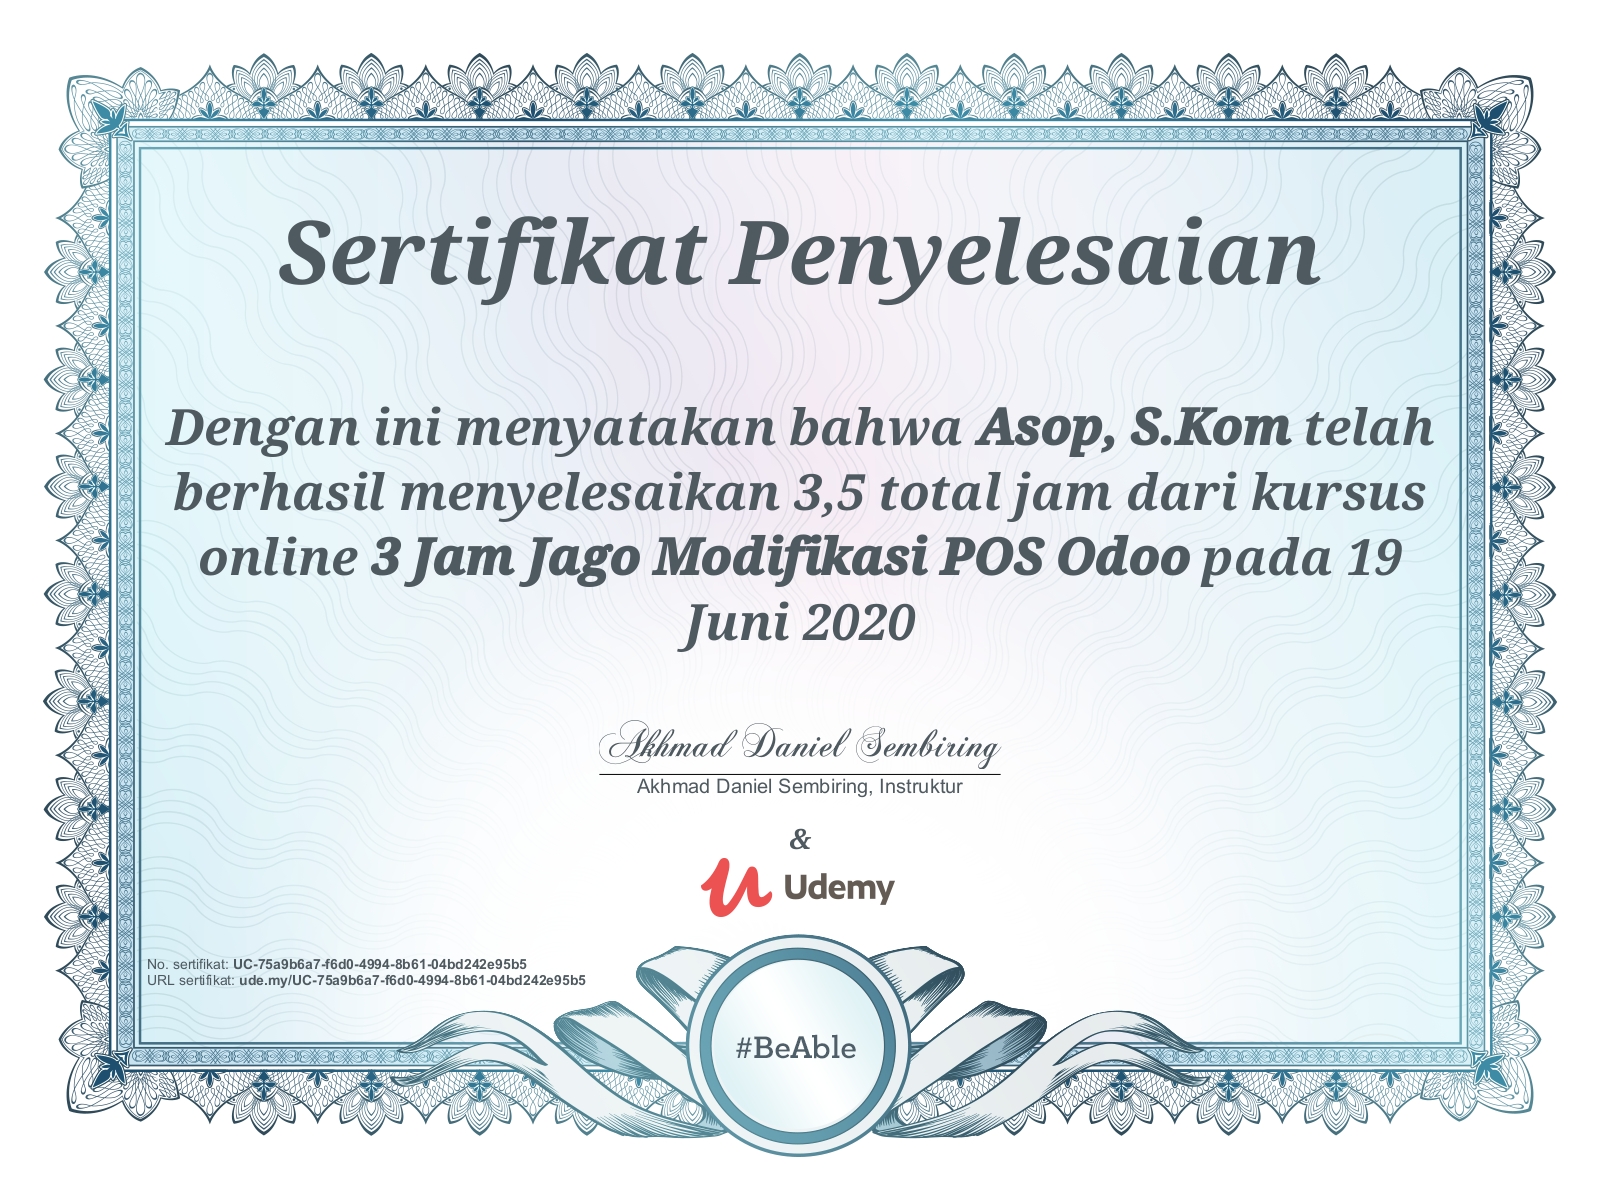 Sertifikat Penyelesaian
Dengan ini menyatakan bahwa Asop, S.Kom telah
berhasil menyelesaikan 3,5 total jam dari kursus
online 3 Jam Jago Modifikasi POS Odoo pada 19
Juni 2020
Akhmad Daniel Sembiring
Akhmad Daniel Sembiring, Instruktur
&
Udemy
No. sertifikat: UC-75a9b6a7-f6d0-4994-8b61-04bd242e95b5
URL sertifikat: ude.my/UC-75a9b6a7-f6d0-4994-8b61-04bd242e95b5
#BeAble